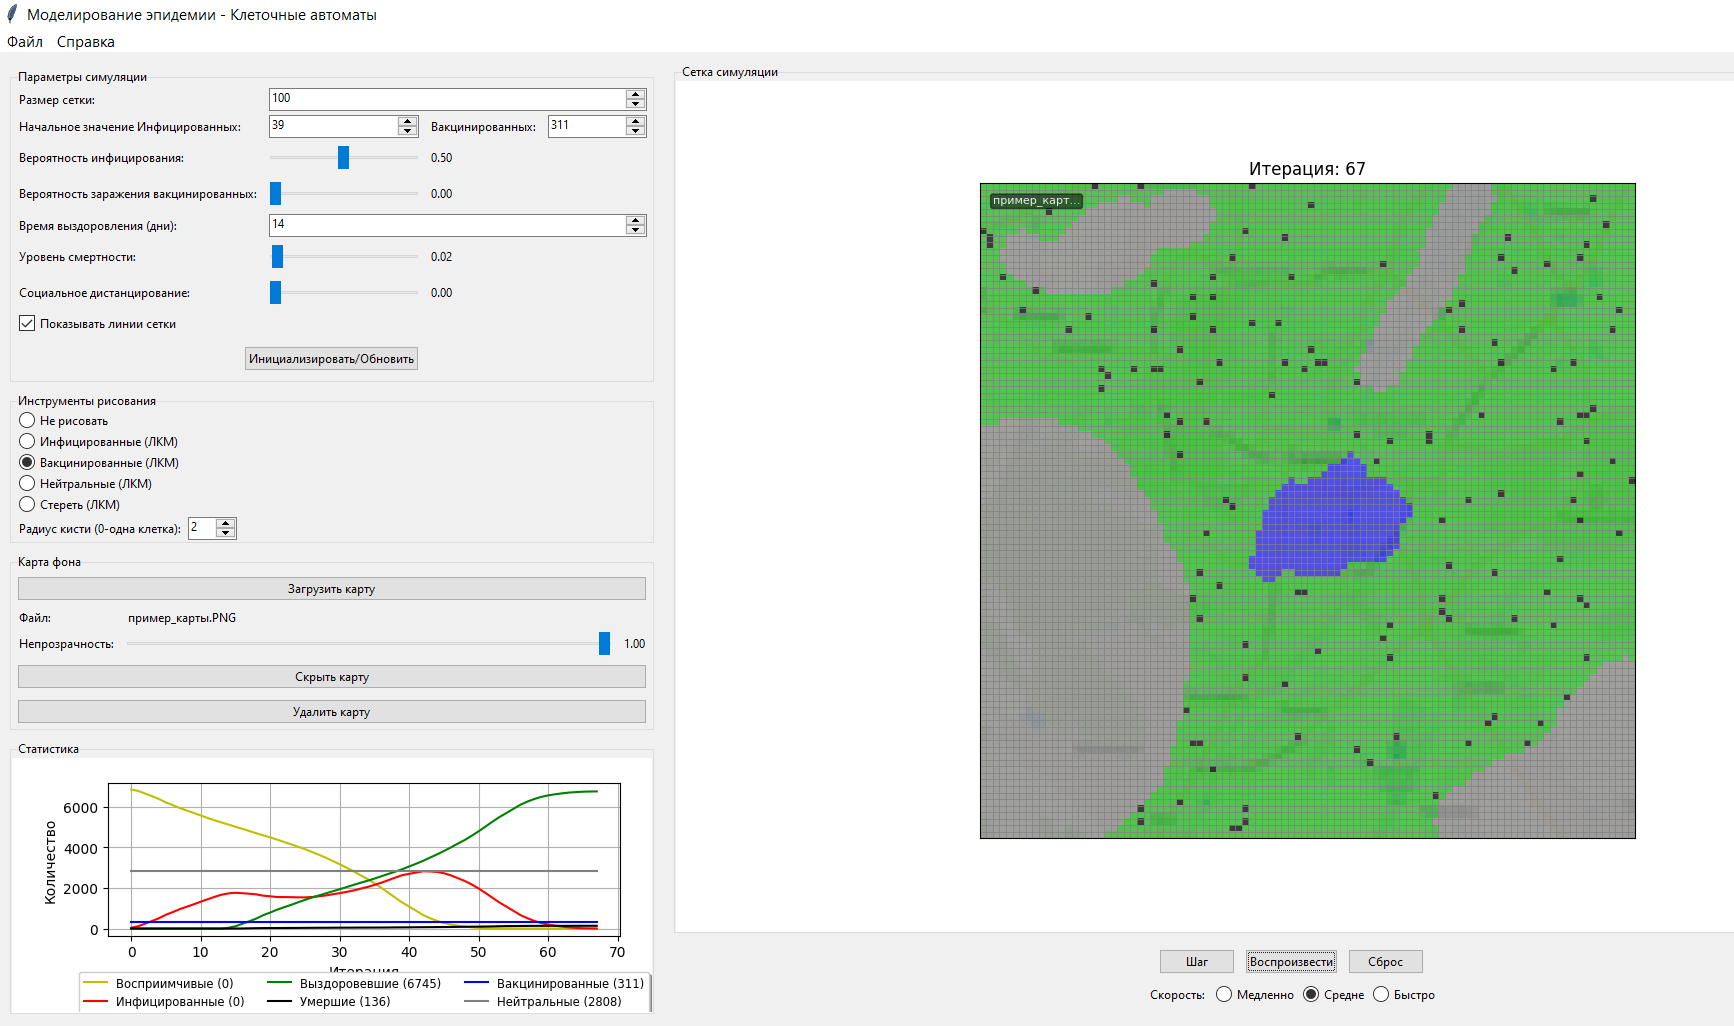 Моделирование эпидемии - Клеточные автоматы
Файл Справка
Параметры симуляции
Размер сетки: 100
Начальное значение Инфицированных: 39 Вакцинированных: 311
Вероятность инфицирования: 0.50
Вероятность заражения вакцинированных: 0.00
Время выздоровления (дни): 14
Уровень смертности: 0.02
Социальное дистанцирование: 0.00
Показывать линии сетки
Инициализировать/Обновить
Инструменты рисования
Не рисовать
Инфицированные (ЛКМ)
Вакцинированные (ЛКМ)
Нейтральные (ЛКМ)
Стереть (ЛКМ)
Радиус кисти (0-одна клетка): 2
Карта фона
Загрузить карту
Файл: пример_карты.PNG
Непрозрачность: 1.00
Скрыть карту
Удалить карту
Статистика
Количество
6000
4000
2000
0
0 10 20 30 40 50 60 70
Итерация
Восприимчивые (0) Выздоровевшие (6745) Вакцинированные (311)
Инфицированные (0) Умершие (136) Нейтральные (2808)
Сетка симуляции
Итерация: 67
пример_карт...
Шаг Воспроизвести Сброс
Скорость: Медленно Средне Быстро